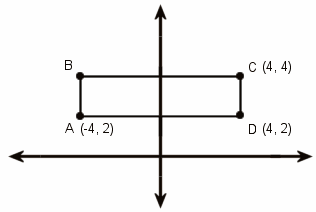 B
C (4, 4)
A (-4, 2)
D (4, 2)